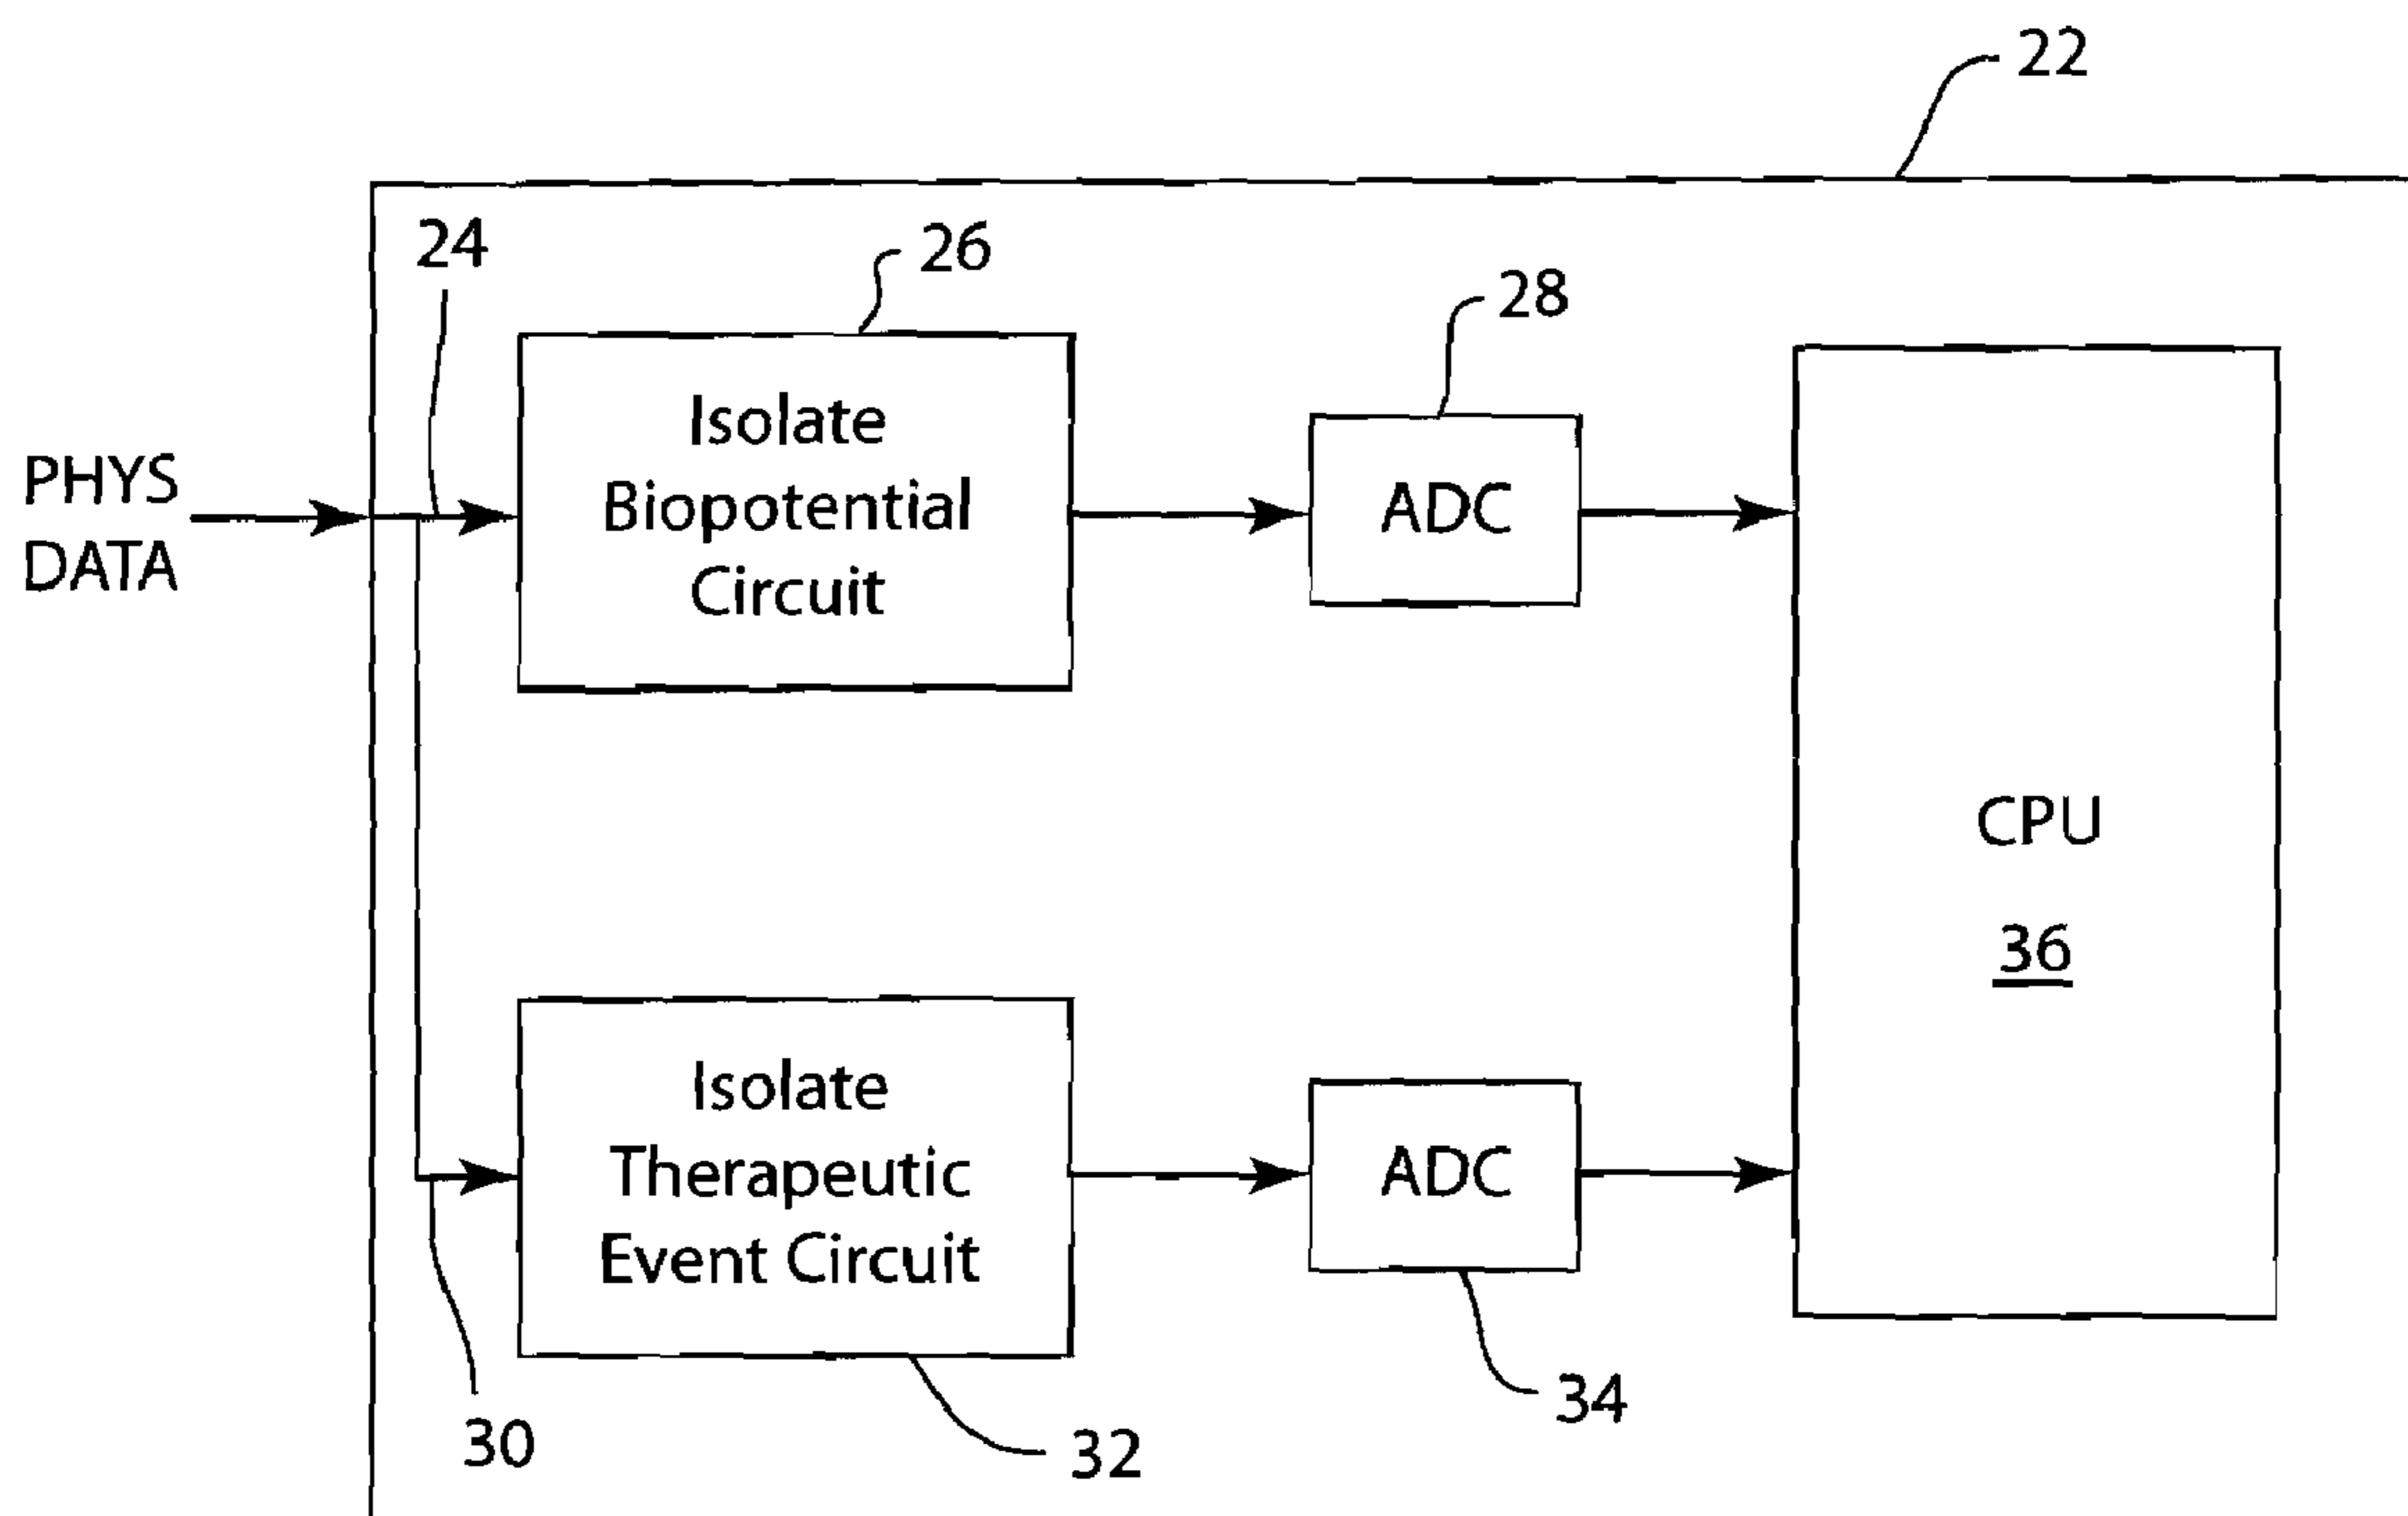 22
24
26
28
PHYS
DATA
Isolate
Biopotential
Circuit
ADC
CPU
36
Isolate
Therapeutic
Event Circuit
ADC
30
32
34